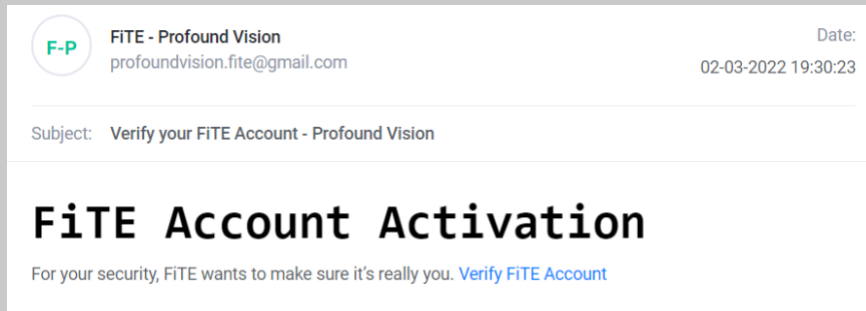 F-P
FiTE - Profound Vision
profoundvision.fite@gmail.com
Date:
02-03-2022 19:30:23
Subject: Verify your FiTE Account - Profound Vision
FiTE Account Activation
For your security, FiTE wants to make sure it's really you. Verify FiTE Account